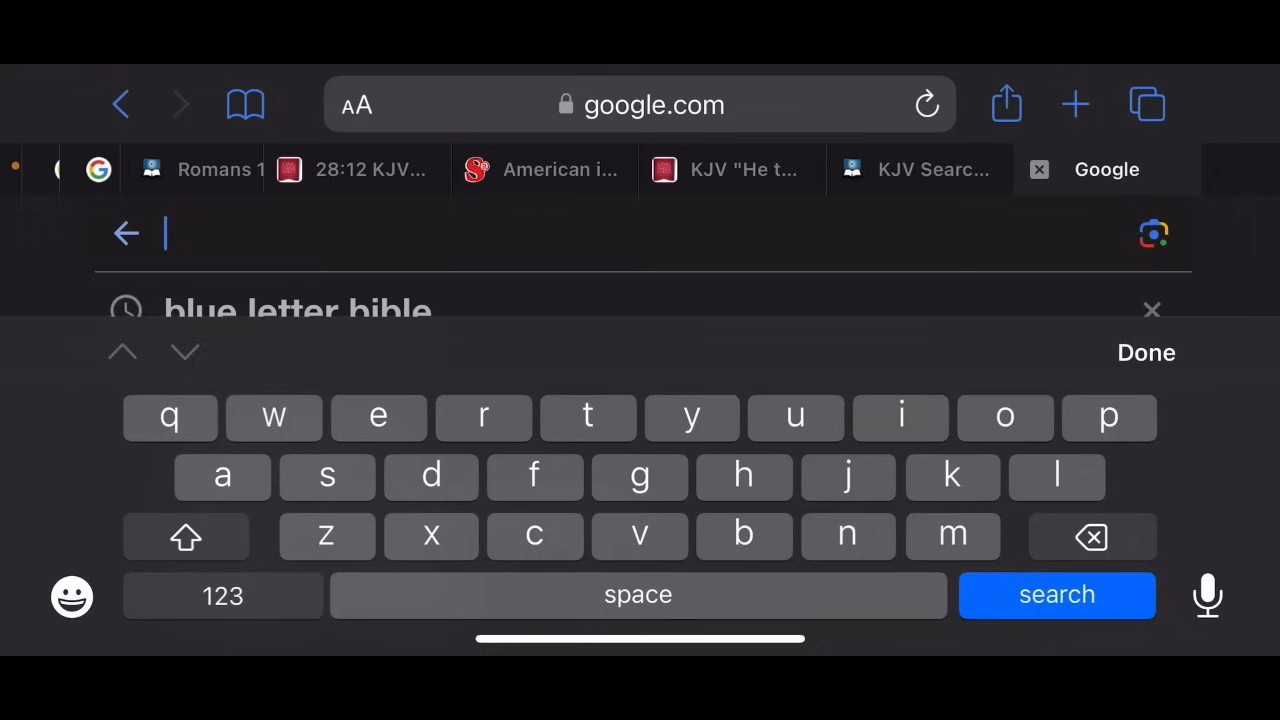 AA google.com
Romans 1 28:12 KJV... American i... KJV "He t... KJV Searc... Google
blue letter bible
Done
q w e r t y u i o p
a s d f g h j k l
z x c v b n m
123 space search